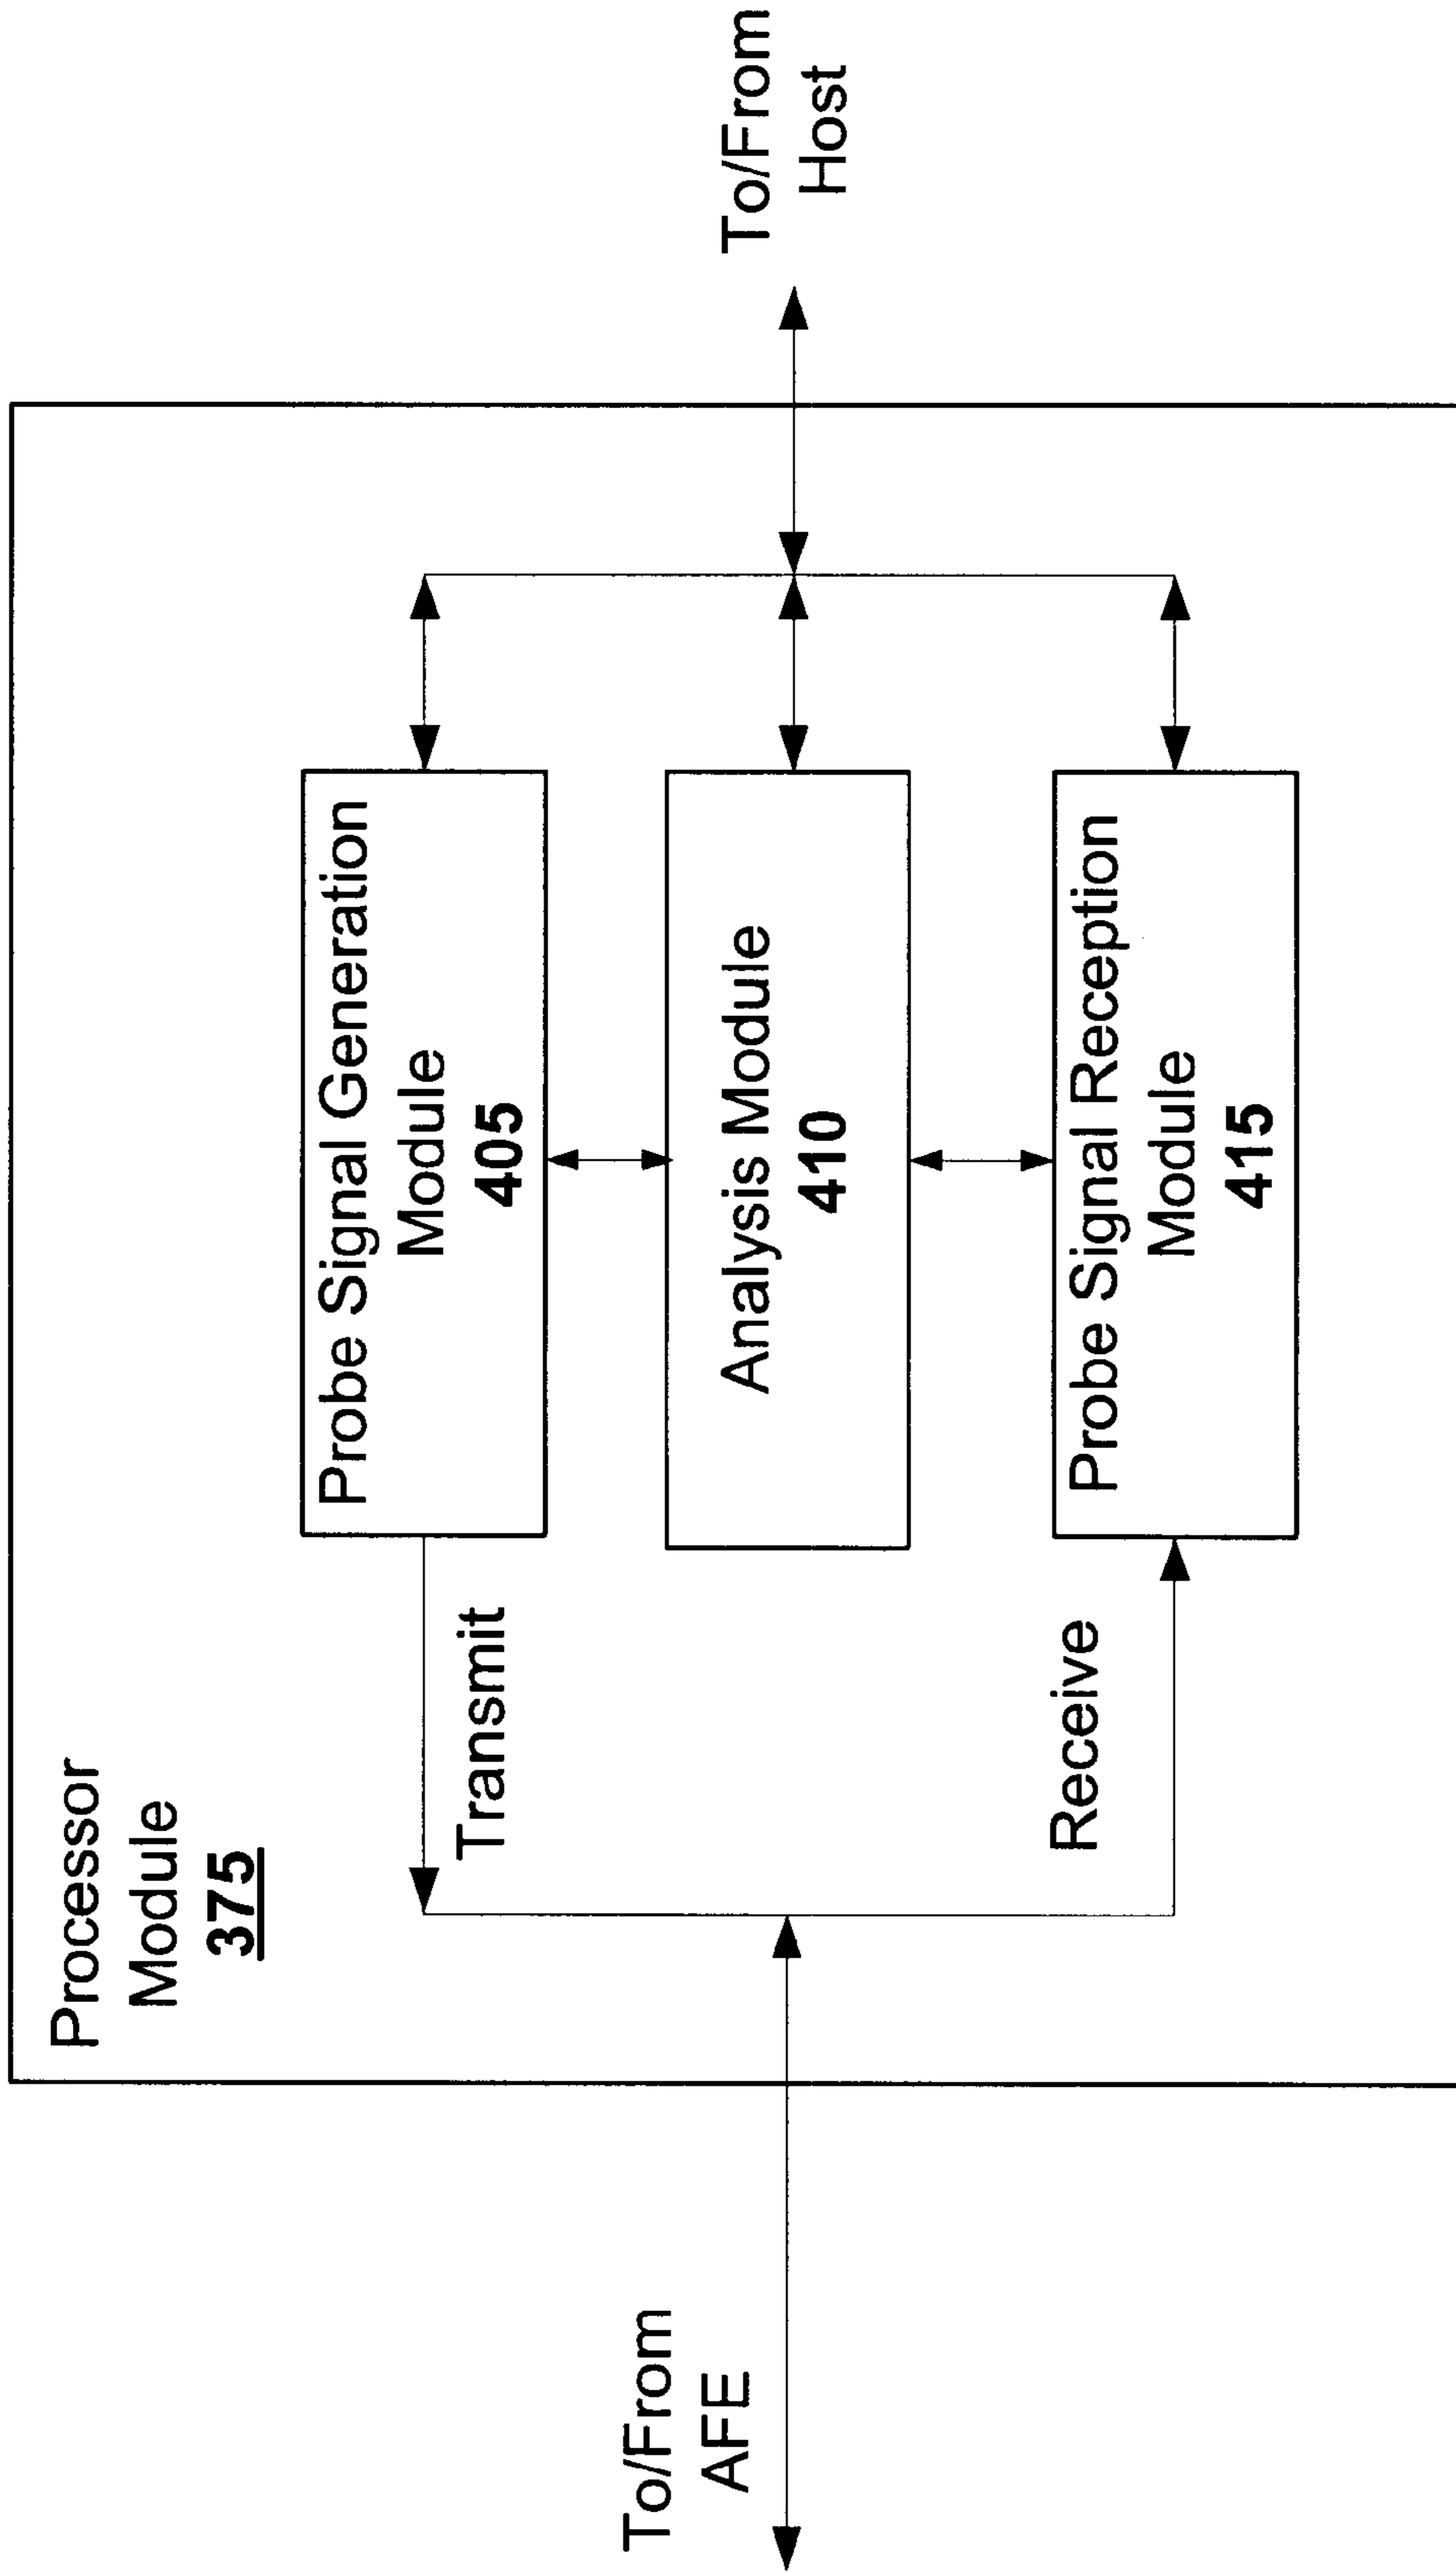 Processor
Module
375
Probe Signal Generation
Module
405
Transmit
Analysis Module
410
To/From
Host
To/From
AFE
Receive
Probe Signal Reception
Module
415